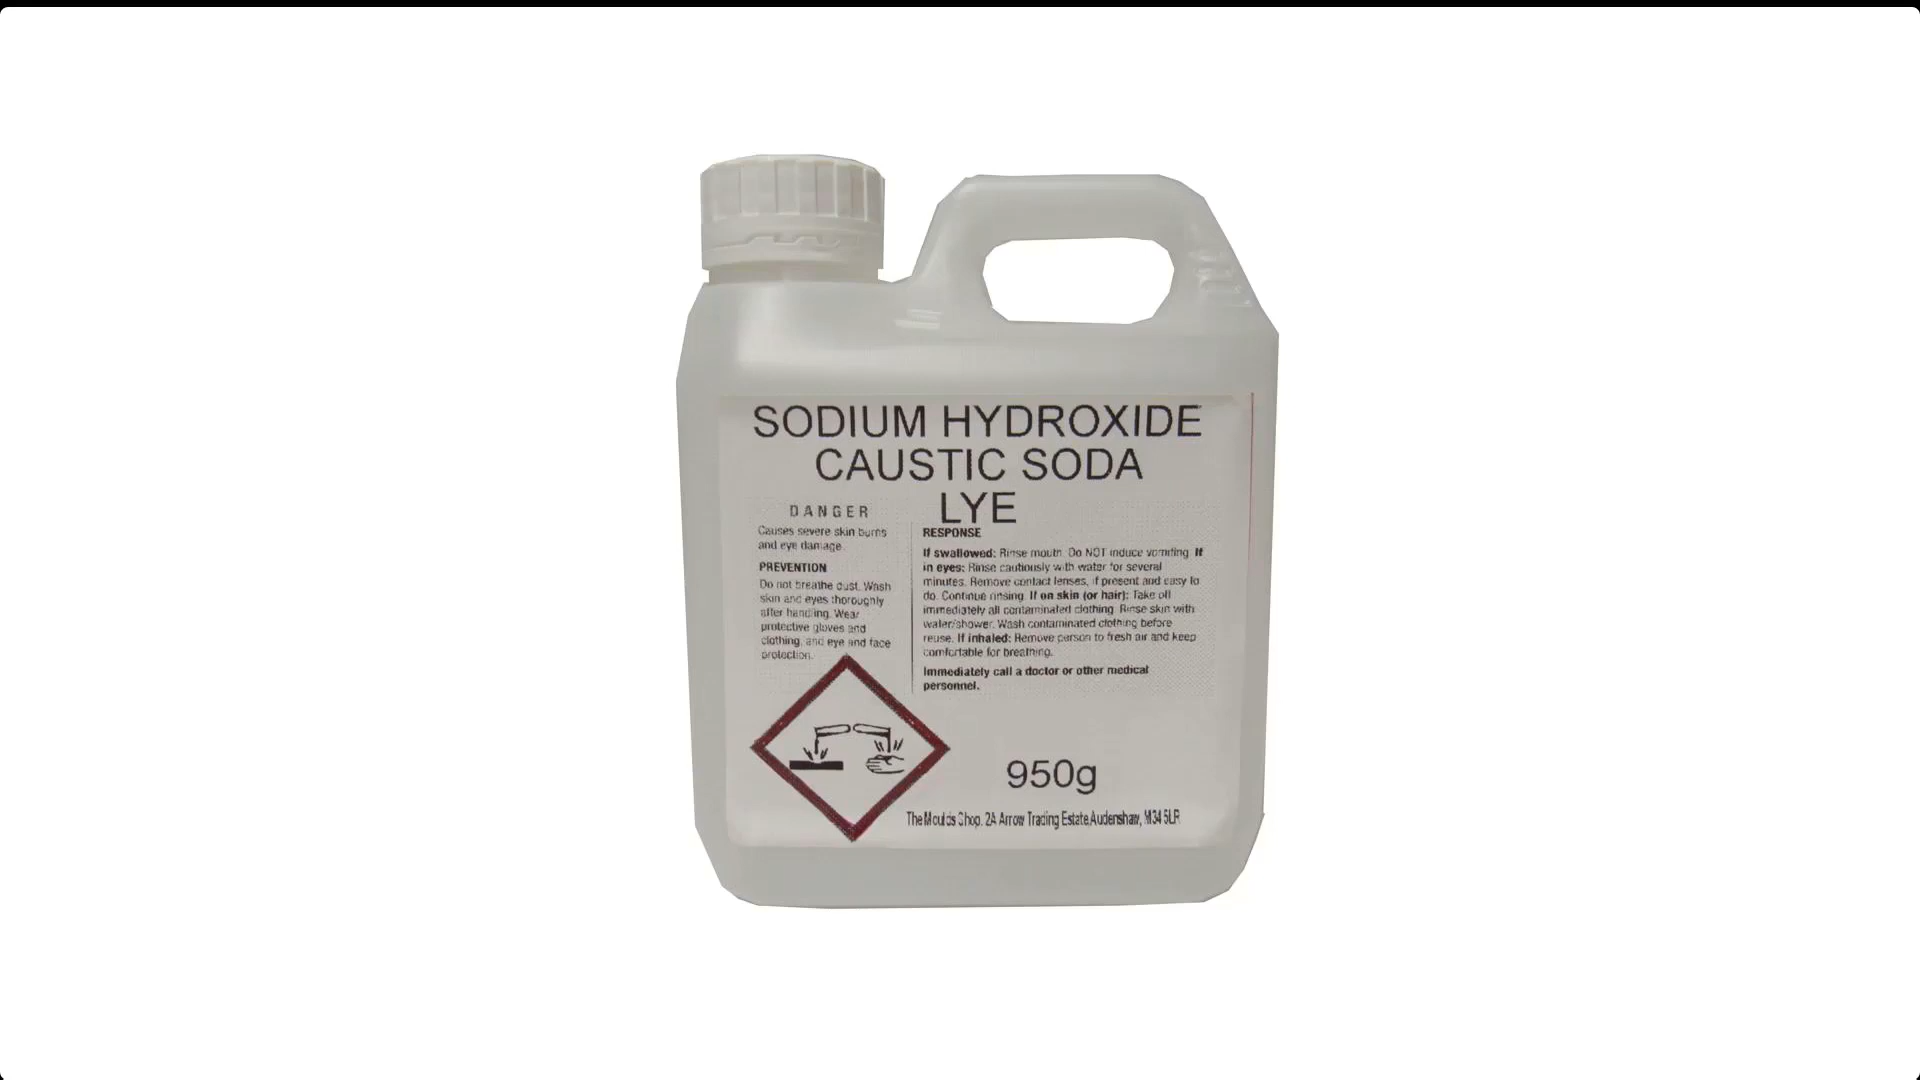 SODIUM HYDROXIDE
CAUSTIC SODA
LYE
DANGER
Causes severe skin burns
and eye damage.
PREVENTION
Do not breathe dust. Wash
skin and eyes thoroughly
after handling. Wear
protective gloves and
clothing, and eye and face
protection.
RESPONSE
If swallowed: Rinse mouth. Do NOT induce vomiting. If
in eyes: Rinse cautiously with water for several
minutes. Remove contact lenses, if present and easy to
do. Continue rinsing. If on skin (or hair): Take off
immediately all contaminated clothing. Rinse skin with
water/shower. Wash contaminated clothing before
reuse. If inhaled: Remove person to fresh air and keep
comfortable for breathing.
Immediately call a doctor or other medical
personnel.
950g
The Moulds Shop. 2A Arrow Trading Estate,Audenshaw, M34 5LR